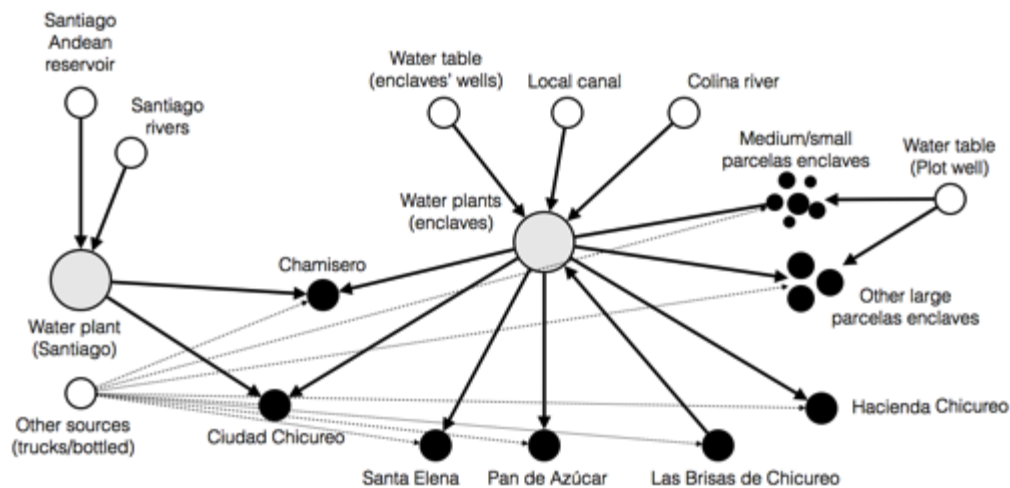 Santiago
Andean
reservoir
Santiago
rivers
Water table
(enclaves' wells)
Local canal
Colina river
Medium/small
parcelas enclaves
Water table
(Plot well)
Water plants
(enclaves)
Chamisero
Other large
parcelas enclaves
Water plant
(Santiago)
Other sources
(trucks/bottled)
Ciudad Chicureo
Hacienda Chicureo
Santa Elena
Pan de Azúcar
Las Brisas de Chicureo